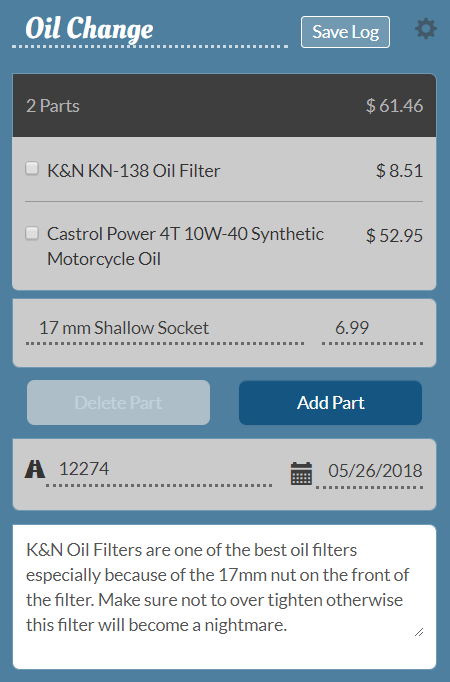 Oil Change
Save Log
2 Parts $ 61.46
K&N KN-138 Oil Filter $ 8.51
Castrol Power 4T 10W-40 Synthetic $ 52.95
Motorcycle Oil
17 mm Shallow Socket 6.99
Delete Part Add Part
12274 05/26/2018
K&N Oil Filters are one of the best oil filters
especially because of the 17mm nut on the front of
the filter. Make sure not to over tighten otherwise
this filter will become a nightmare.